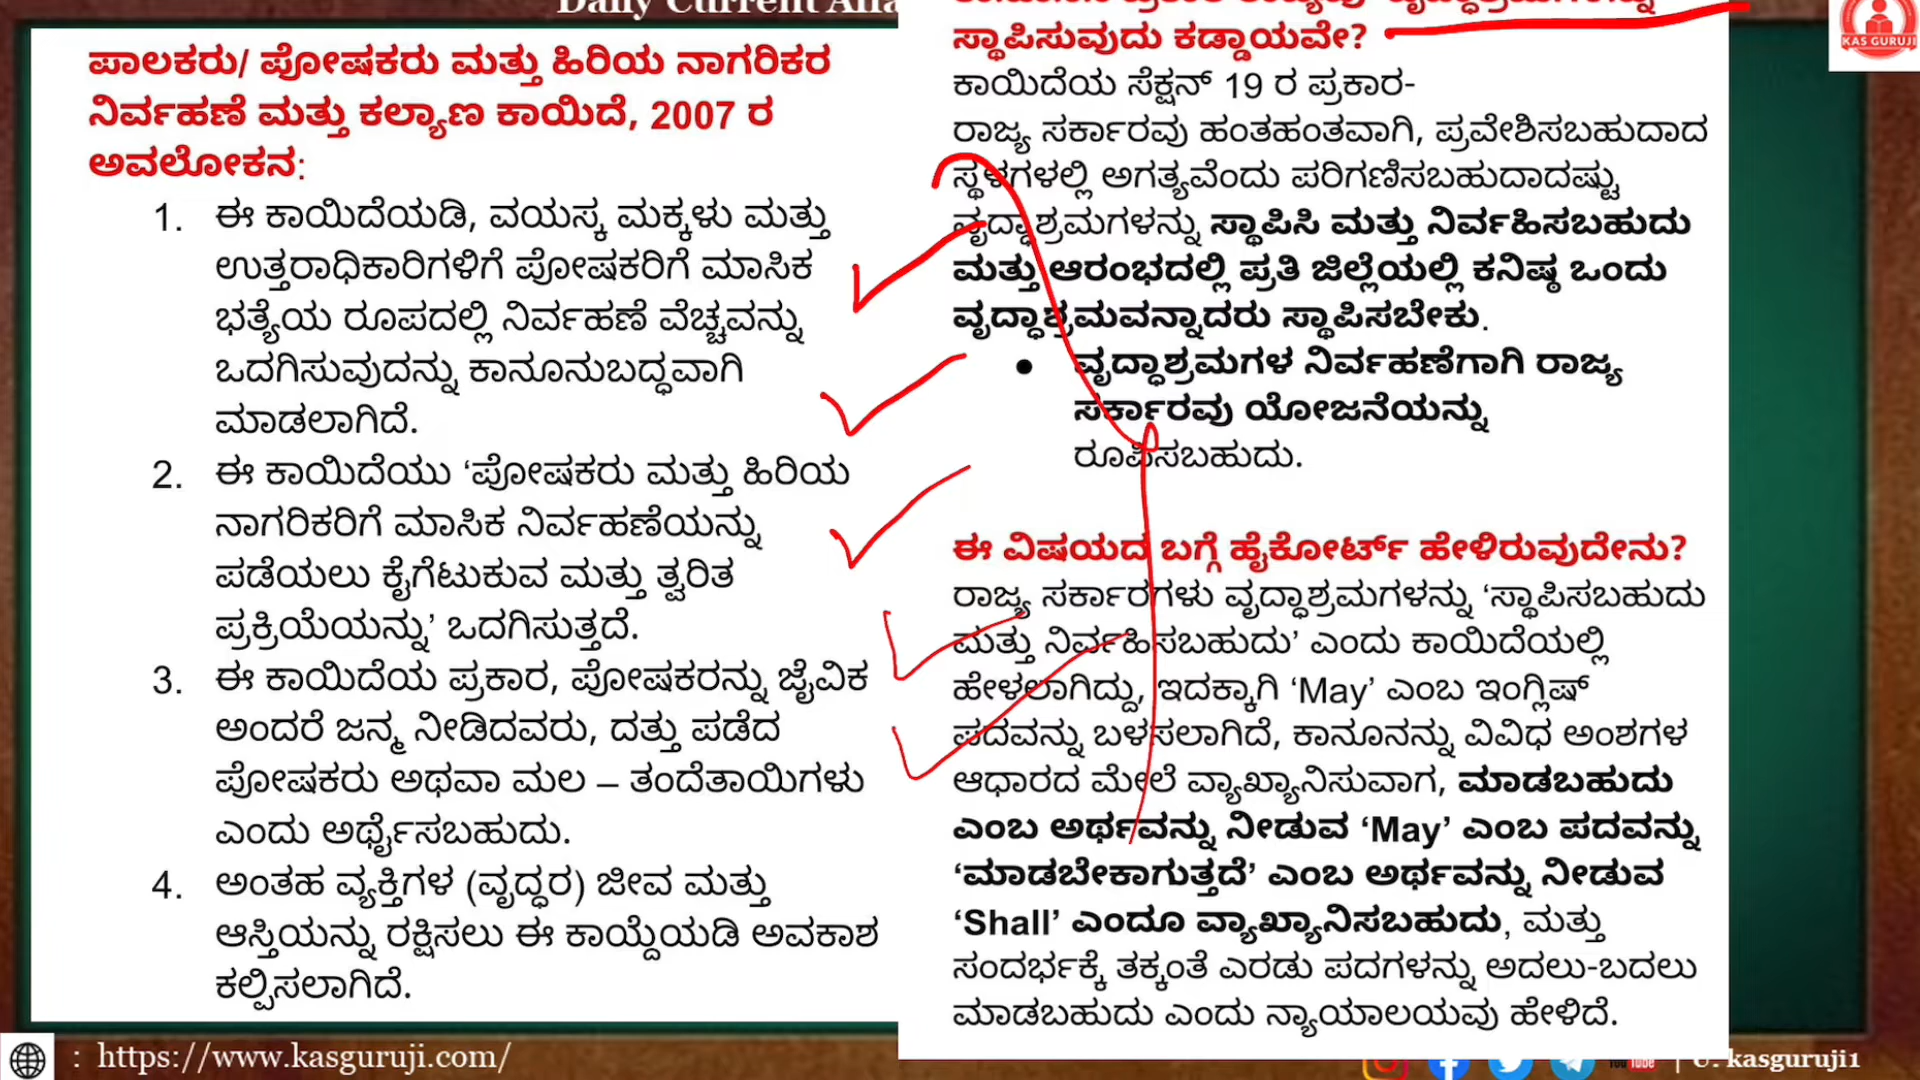 Daily Current Affa
ಪಾಲಕರು/ ಪೋಷಕರು ಮತ್ತು ಹಿರಿಯ ನಾಗರಿಕರ
ನಿರ್ವಹಣೆ ಮತ್ತು ಕಲ್ಯಾಣ ಕಾಯಿದೆ, 2007 ರ
ಅವಲೋಕನ:
1. ಈ ಕಾಯಿದೆಯಡಿ, ವಯಸ್ಕ ಮಕ್ಕಳು ಮತ್ತು
ಉತ್ತರಾಧಿಕಾರಿಗಳಿಗೆ ಪೋಷಕರಿಗೆ ಮಾಸಿಕ
ಭತ್ಯೆಯ ರೂಪದಲ್ಲಿ ನಿರ್ವಹಣೆ ವೆಚ್ಚವನ್ನು
ಒದಗಿಸುವುದನ್ನು ಕಾನೂನುಬದ್ಧವಾಗಿ
ಮಾಡಲಾಗಿದೆ.
2. ಈ ಕಾಯಿದೆಯು ‘ಪೋಷಕರು ಮತ್ತು ಹಿರಿಯ
ನಾಗರಿಕರಿಗೆ ಮಾಸಿಕ ನಿರ್ವಹಣೆಯನ್ನು
ಪಡೆಯಲು ಕೈಗೆಟುಕುವ ಮತ್ತು ತ್ವರಿತ
ಪ್ರಕ್ರಿಯೆಯನ್ನು’ ಒದಗಿಸುತ್ತದೆ.
3. ಈ ಕಾಯಿದೆಯ ಪ್ರಕಾರ, ಪೋಷಕರನ್ನು ಜೈವಿಕ
ಅಂದರೆ ಜನ್ಮ ನೀಡಿದವರು, ದತ್ತು ಪಡೆದ
ಪೋಷಕರು ಅಥವಾ ಮಲ – ತಂದೆತಾಯಿಗಳು
ಎಂದು ಅರ್ಥೈಸಬಹುದು.
4. ಅಂತಹ ವ್ಯಕ್ತಿಗಳ (ವೃದ್ಧರ) ಜೀವ ಮತ್ತು
ಆಸ್ತಿಯನ್ನು ರಕ್ಷಿಸಲು ಈ ಕಾಯ್ದೆಯಡಿ ಅವಕಾಶ
ಕಲ್ಪಿಸಲಾಗಿದೆ.
ಸ್ಥಾಪಿಸುವುದು ಕಡ್ಡಾಯವೇ?
ಕಾಯಿದೆಯ ಸೆಕ್ಷನ್ 19 ರ ಪ್ರಕಾರ-
ರಾಜ್ಯ ಸರ್ಕಾರವು ಹಂತಹಂತವಾಗಿ, ಪ್ರವೇಶಿಸಬಹುದಾದ
ಸ್ಥಳಗಳಲ್ಲಿ ಅಗತ್ಯವೆಂದು ಪರಿಗಣಿಸಬಹುದಾದಷ್ಟು
ವೃದ್ಧಾಶ್ರಮಗಳನ್ನು ಸ್ಥಾಪಿಸಿ ಮತ್ತು ನಿರ್ವಹಿಸಬಹುದು
ಮತ್ತು ಆರಂಭದಲ್ಲಿ ಪ್ರತಿ ಜಿಲ್ಲೆಯಲ್ಲಿ ಕನಿಷ್ಠ ಒಂದು
ವೃದ್ಧಾಶ್ರಮವನ್ನಾದರು ಸ್ಥಾಪಿಸಬೇಕು.
● ವೃದ್ಧಾಶ್ರಮಗಳ ನಿರ್ವಹಣೆಗಾಗಿ ರಾಜ್ಯ
ಸರ್ಕಾರವು ಯೋಜನೆಯನ್ನು
ರೂಪಿಸಬಹುದು.
ಈ ವಿಷಯದ ಬಗ್ಗೆ ಹೈಕೋರ್ಟ್ ಹೇಳಿರುವುದೇನು?
ರಾಜ್ಯ ಸರ್ಕಾರಗಳು ವೃದ್ಧಾಶ್ರಮಗಳನ್ನು ‘ಸ್ಥಾಪಿಸಬಹುದು
ಮತ್ತು ನಿರ್ವಹಿಸಬಹುದು’ ಎಂದು ಕಾಯಿದೆಯಲ್ಲಿ
ಹೇಳಲಾಗಿದ್ದು, ಇದಕ್ಕಾಗಿ ‘May’ ಎಂಬ ಇಂಗ್ಲಿಷ್
ಪದವನ್ನು ಬಳಸಲಾಗಿದೆ, ಕಾನೂನನ್ನು ವಿವಿಧ ಅಂಶಗಳ
ಆಧಾರದ ಮೇಲೆ ವ್ಯಾಖ್ಯಾನಿಸುವಾಗ, ಮಾಡಬಹುದು
ಎಂಬ ಅರ್ಥವನ್ನು ನೀಡುವ ‘May’ ಎಂಬ ಪದವನ್ನು
‘ಮಾಡಬೇಕಾಗುತ್ತದೆ’ ಎಂಬ ಅರ್ಥವನ್ನು ನೀಡುವ
‘Shall’ ಎಂದೂ ವ್ಯಾಖ್ಯಾನಿಸಬಹುದು, ಮತ್ತು
ಸಂದರ್ಭಕ್ಕೆ ತಕ್ಕಂತೆ ಎರಡು ಪದಗಳನ್ನು ಅದಲು-ಬದಲು
ಮಾಡಬಹುದು ಎಂದು ನ್ಯಾಯಾಲಯವು ಹೇಳಿದೆ.
KAS GURUJI
: https://www.kasguruji.com/
kasguruji1